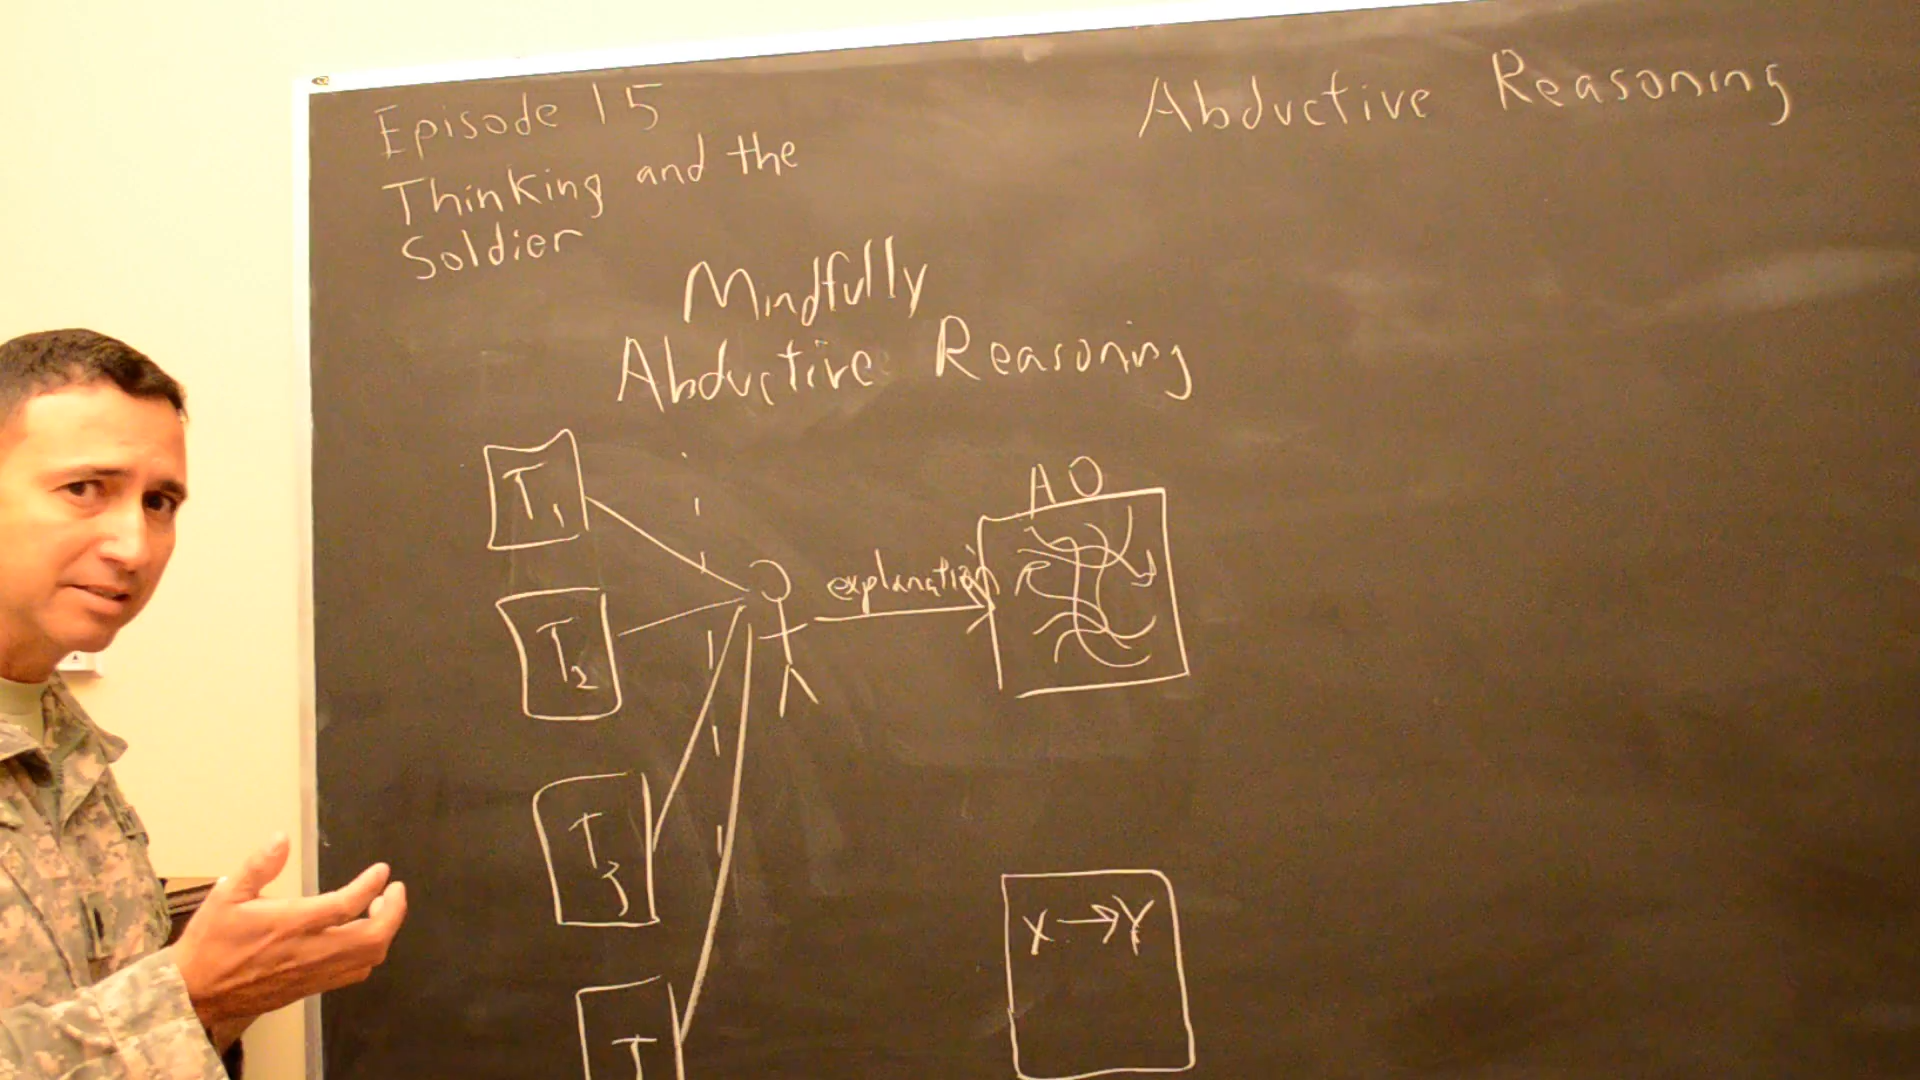 Episode 15
Thinking and the
Soldier
Abductive Reasoning
Mindfully
Abductive Reasoning
T1
T2
T3
T
explanation
AO
X → Y